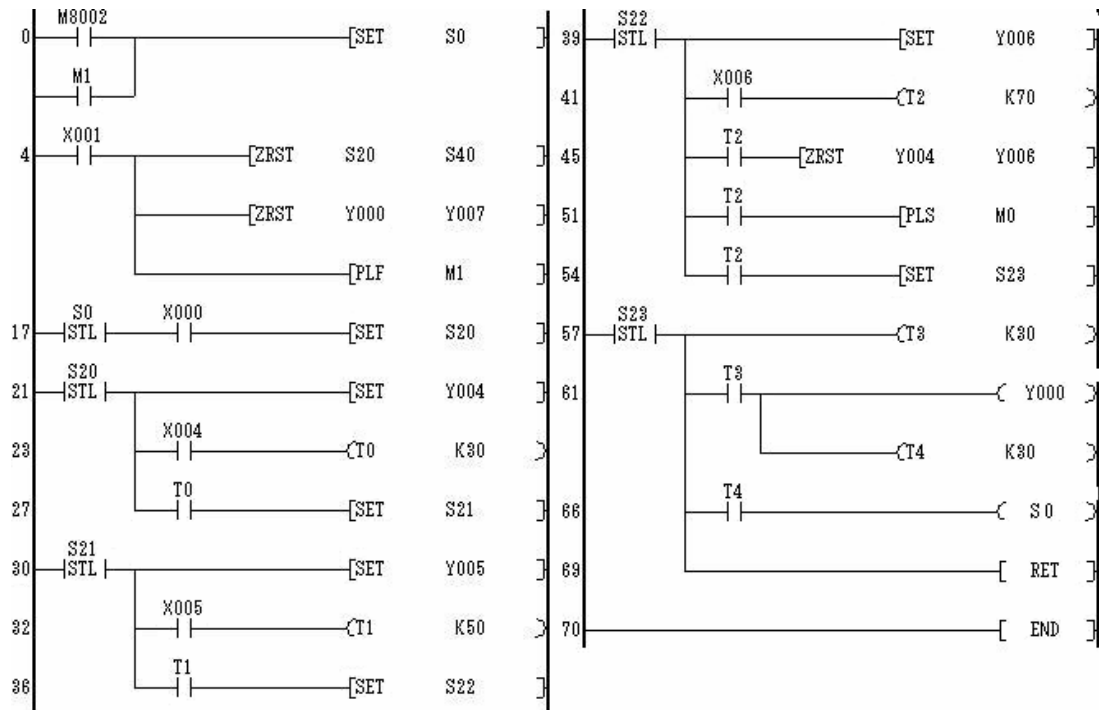 M8002
0 [SET S0 ]
M1
X001
4 [ZRST S20 S40 ]
[ZRST Y000 Y007 ]
[PLF M1 ]
S0 X000
17 STL [SET S20 ]
S20
21 STL [SET Y004 ]
X004
23 (T0 K30 )
T0
27 [SET S21 ]
S21
30 STL [SET Y005 ]
X005
32 (T1 K50 )
T1
36 [SET S22 ]
S22
39 STL [SET Y006 ]
X006
41 (T2 K70 )
T2
45 [ZRST Y004 Y006 ]
T2
51 [PLS M0 ]
T2
54 [SET S23 ]
S23
57 STL (T3 K30 )
T3
61 ( Y000 )
(T4 K30 )
T4
66 ( S0 )
69 [ RET ]
70 [ END ]